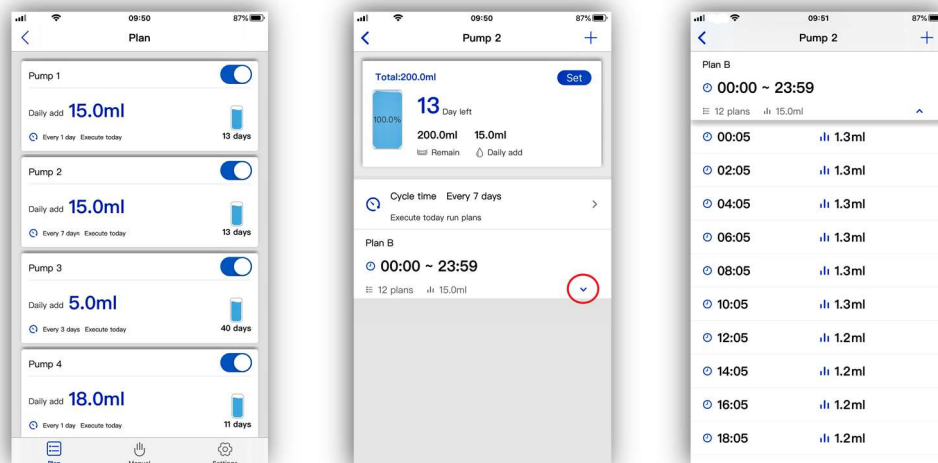 09:50
87%
Plan
Pump 1
Daily add 15.0ml
Every 1 day Execute today
13 days
Pump 2
Daily add 15.0ml
Every 7 days Execute today
13 days
Pump 3
Daily add 5.0ml
Every 3 days Execute today
40 days
Pump 4
Daily add 18.0ml
Every 1 day Execute today
11 days
Plan Manual Settings
09:50
87%
Pump 2
Total:200.0ml
Set
100.0%
13 Day left
200.0ml 15.0ml
Remain Daily add
Cycle time Every 7 days
Execute today run plans
Plan B
00:00 ~ 23:59
12 plans 15.0ml
09:51
87%
Pump 2
Plan B
00:00 ~ 23:59
12 plans 15.0ml
00:05 1.3ml
02:05 1.3ml
04:05 1.3ml
06:05 1.3ml
08:05 1.3ml
10:05 1.3ml
12:05 1.2ml
14:05 1.2ml
16:05 1.2ml
18:05 1.2ml